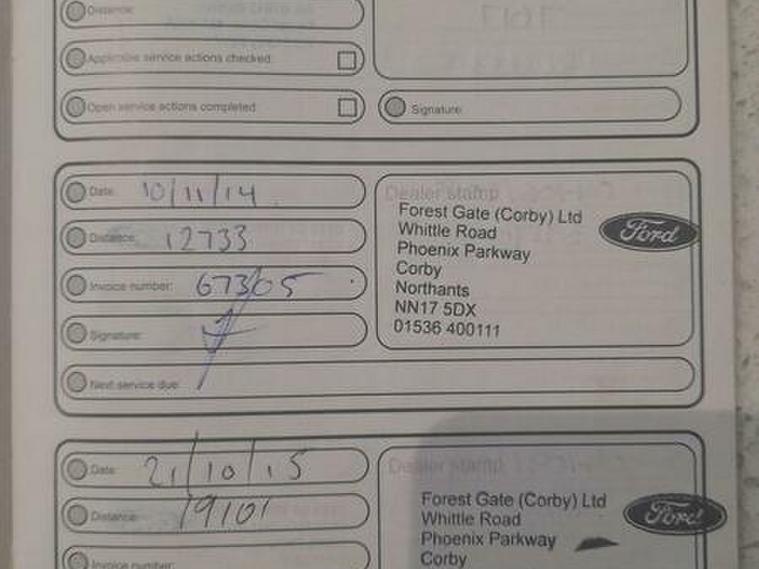 Distance:
Applicable service actions checked:
Open service actions completed:
Signature:
Date: 10/11/14
Distance: 12733
Invoice number: 67305
Signature:
Next service due:
Dealer stamp
Forest Gate (Corby) Ltd
Whittle Road
Phoenix Parkway
Corby
Northants
NN17 5DX
01536 400111
Ford
Date: 21/10/15
Distance: 19101
Invoice number:
Dealer stamp
Forest Gate (Corby) Ltd
Whittle Road
Phoenix Parkway
Corby
Ford